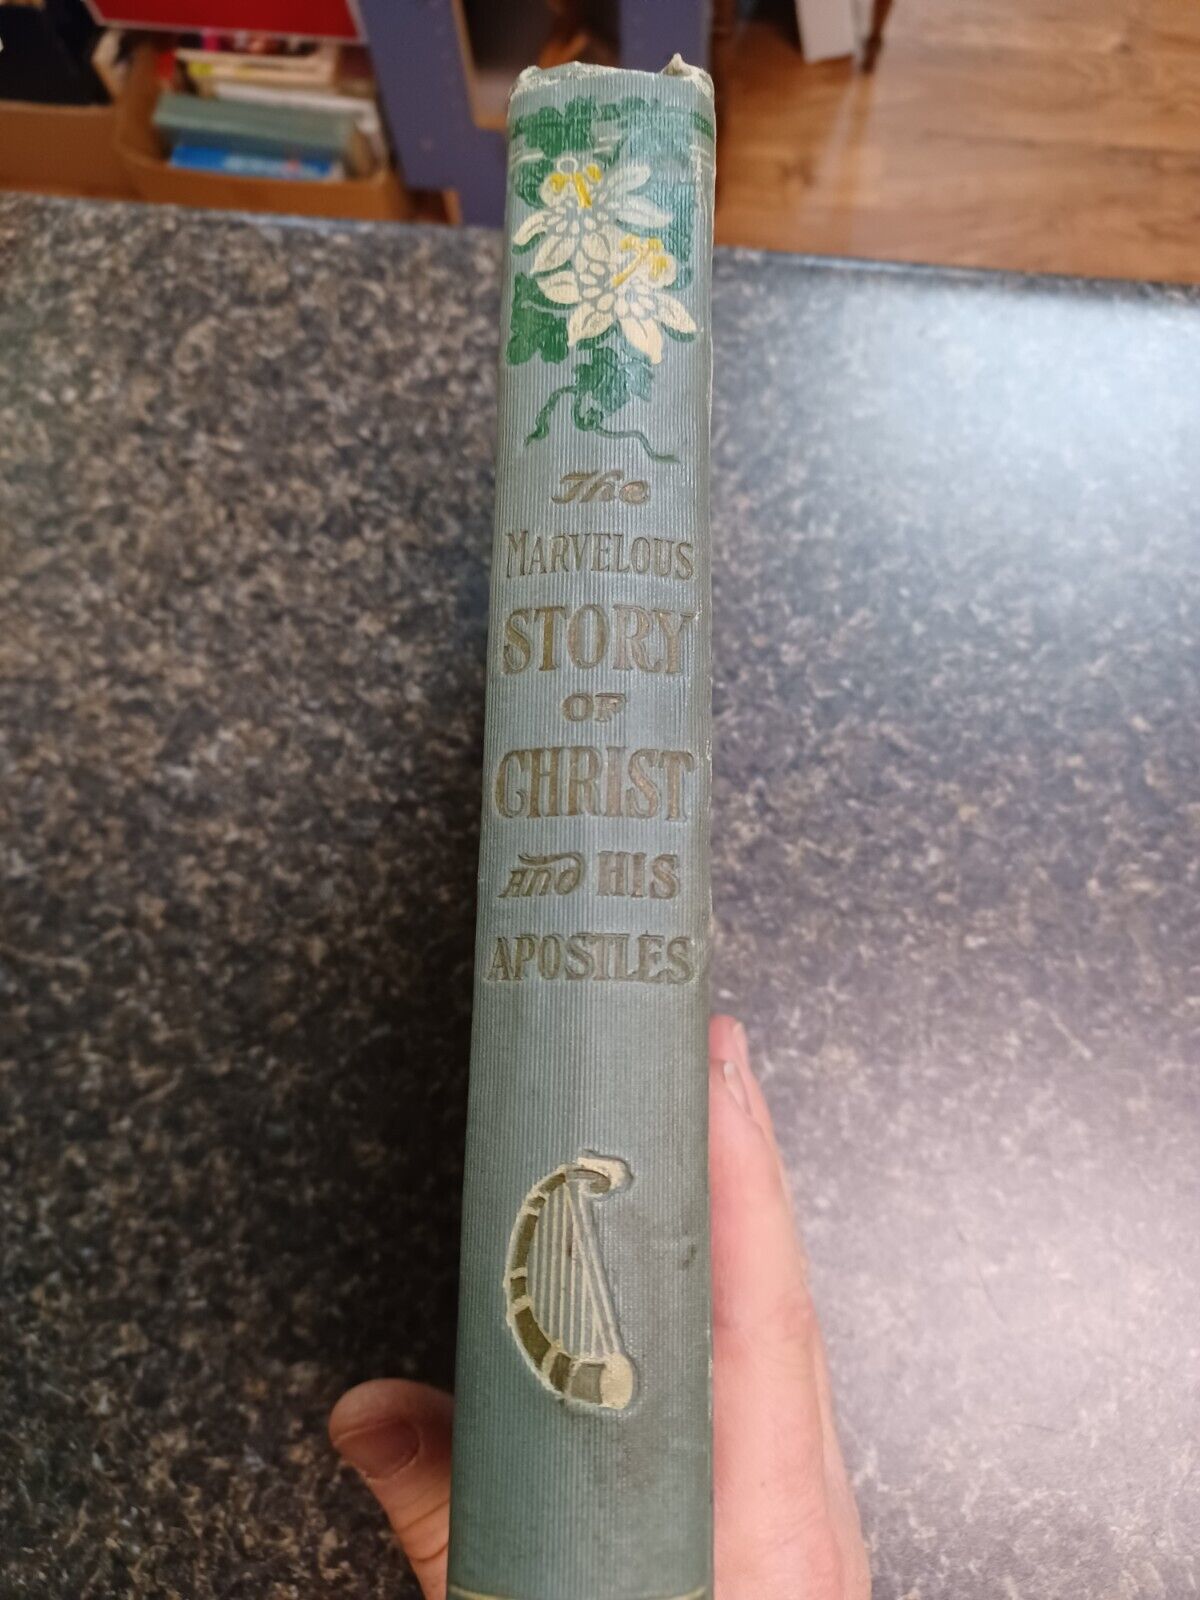 The
MARVELOUS
STORY
OF
CHRIST
AND HIS
APOSTLES